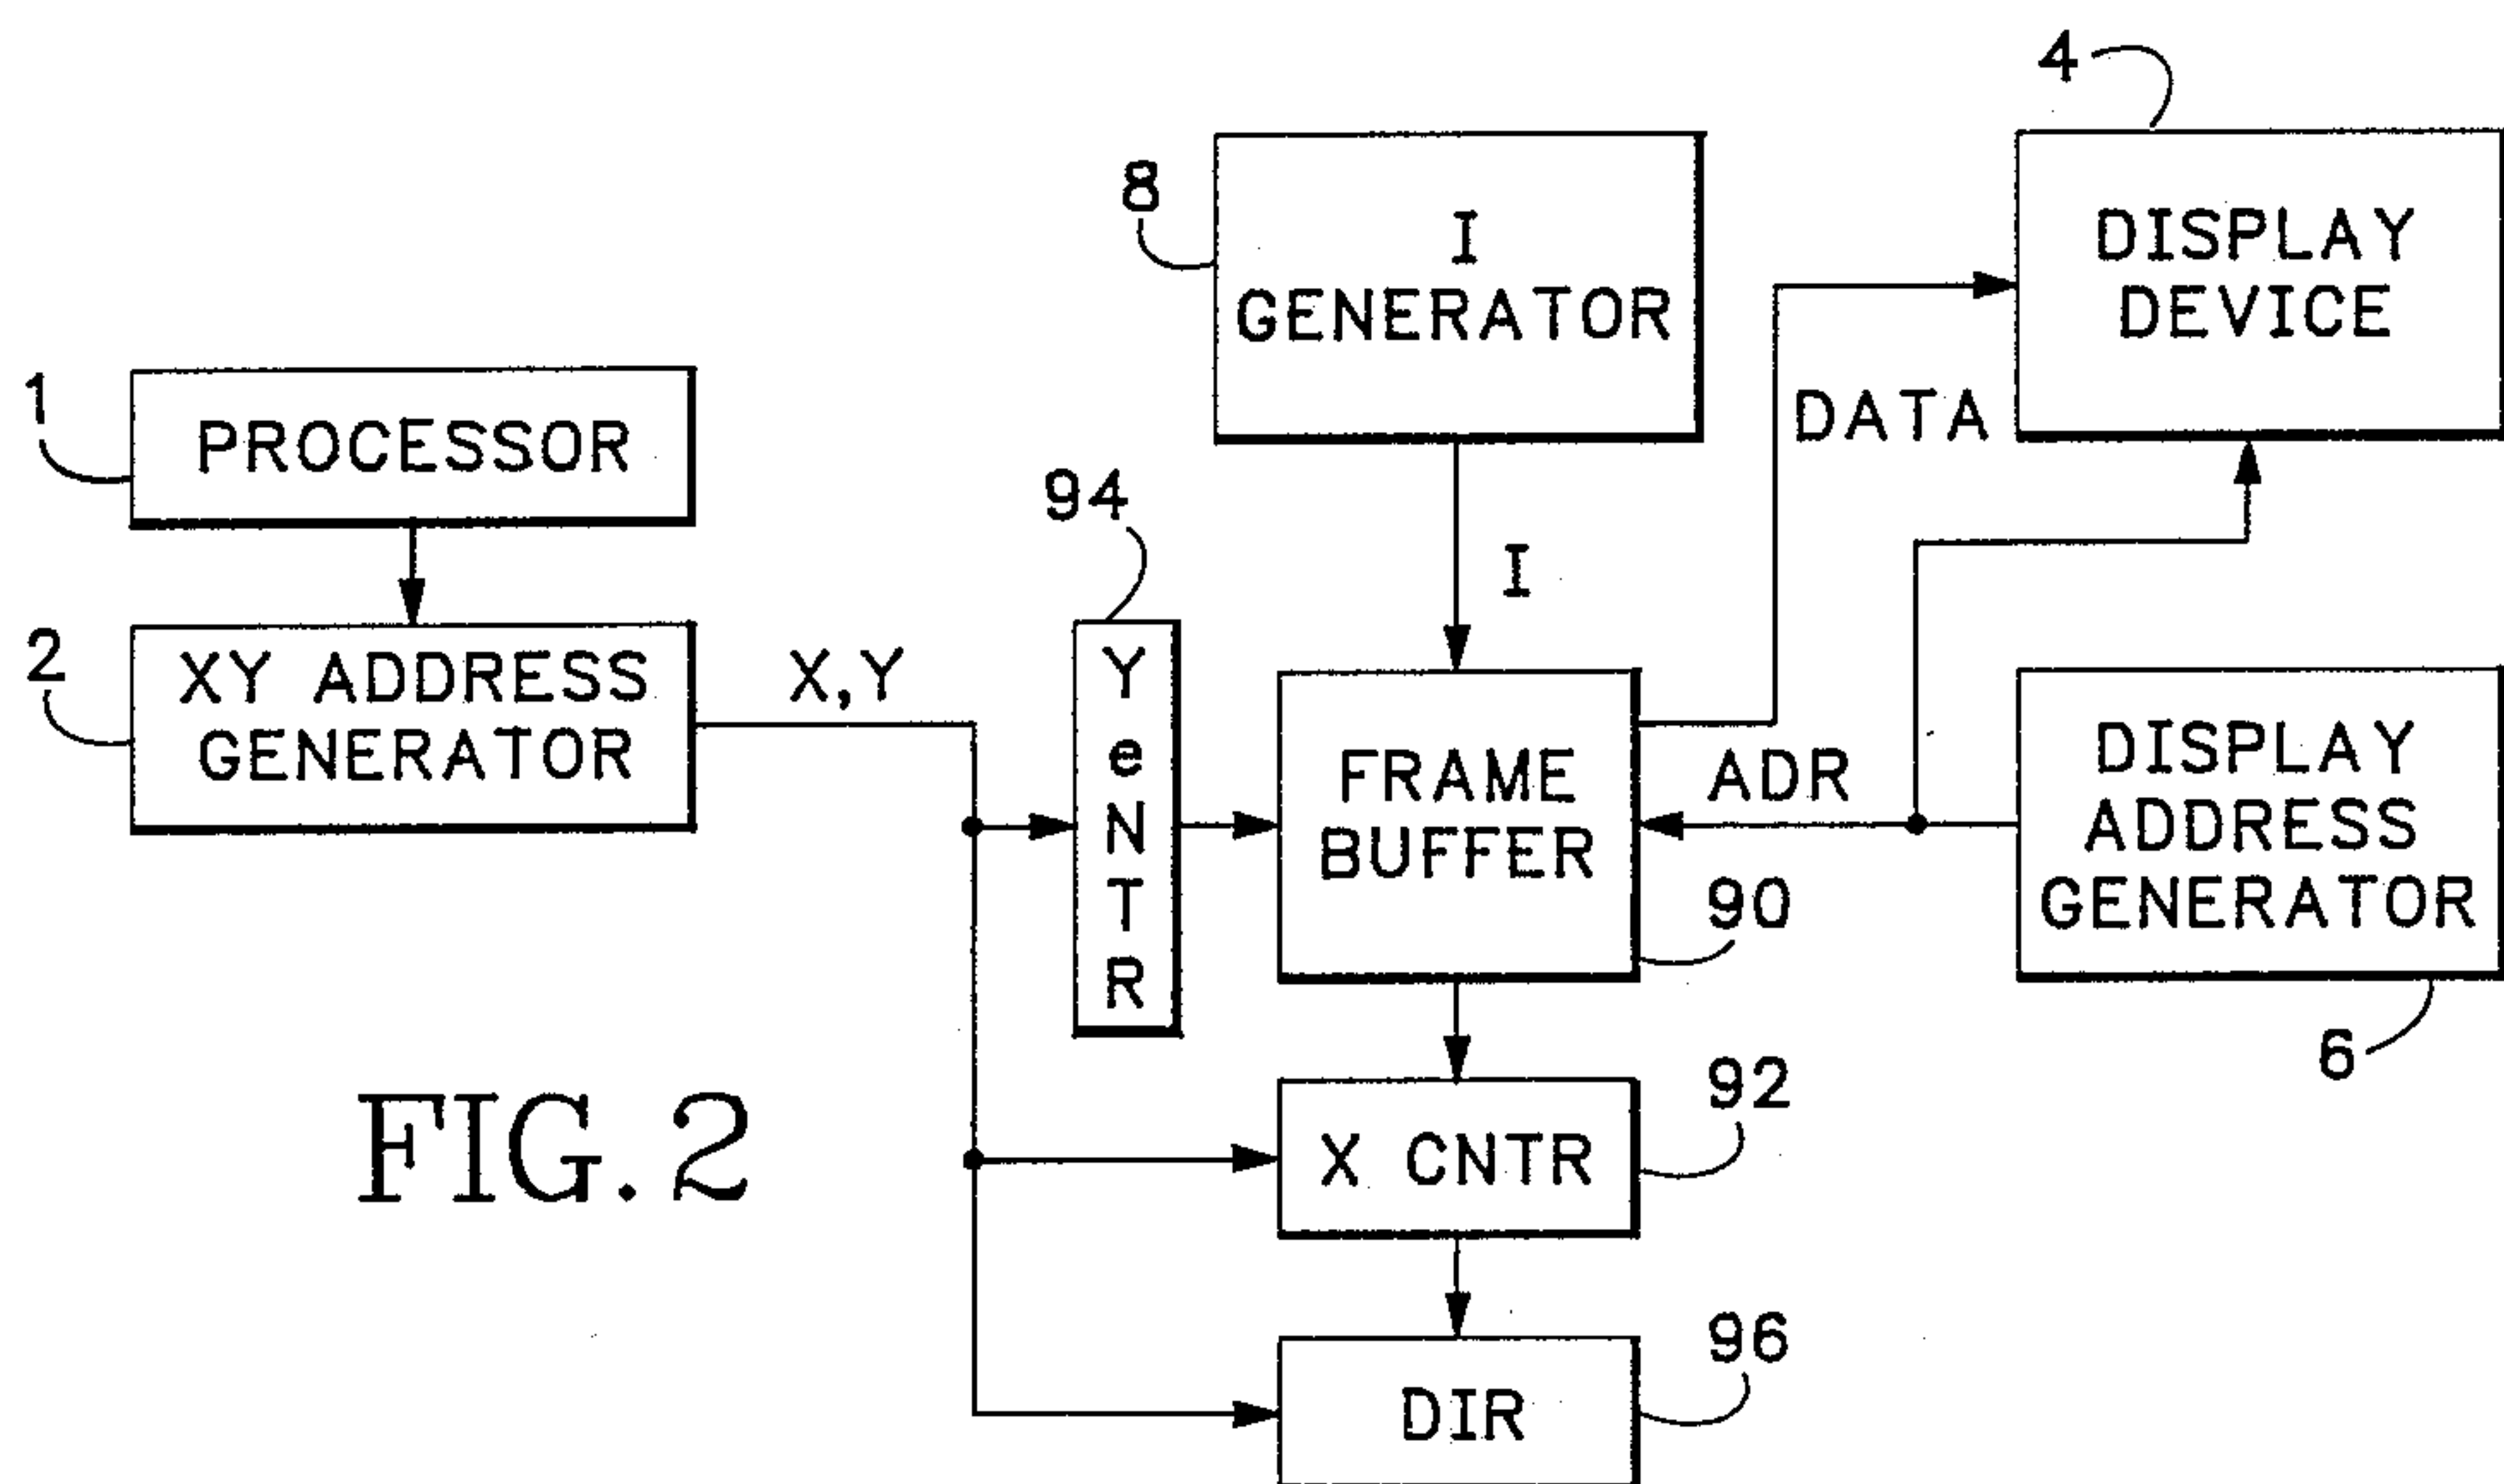 4
8
I
GENERATOR
DISPLAY
DEVICE
DATA
1
PROCESSOR
94
I
2
XY ADDRESS
GENERATOR
X,Y
Y
e
N
T
R
FRAME
BUFFER
ADR
90
DISPLAY
ADDRESS
GENERATOR
6
92
X CNTR
FIG. 2
96
DIR